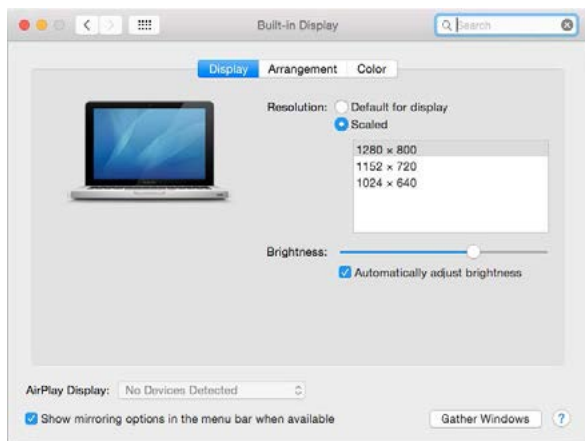 Built-in Display
Search
Display Arrangement Color
Resolution: Default for display
Scaled
1280 × 800
1152 × 720
1024 × 640
Brightness:
Automatically adjust brightness
AirPlay Display: No Devices Detected
Show mirroring options in the menu bar when available
Gather Windows ?